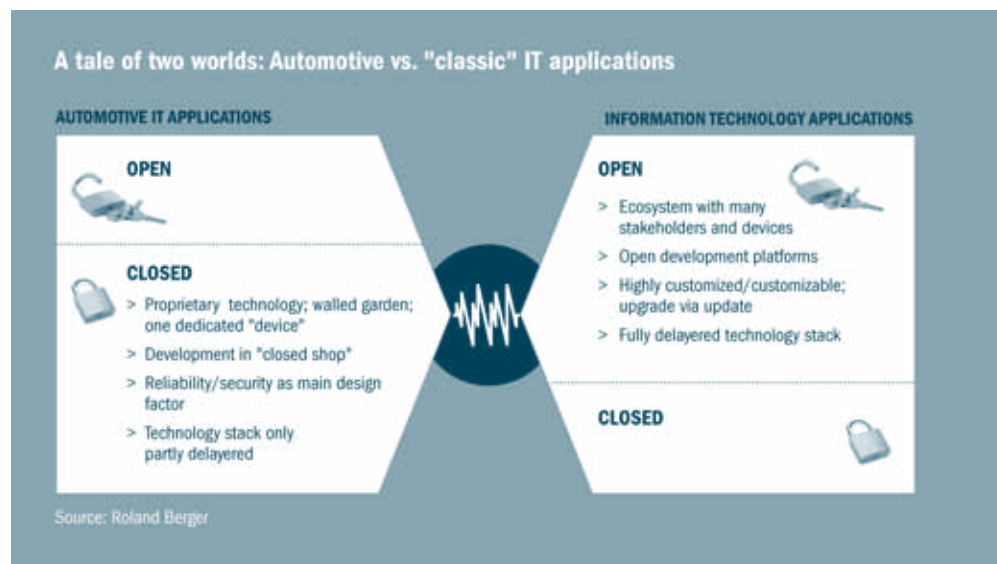 A tale of two worlds: Automotive vs. "classic" IT applications
AUTOMOTIVE IT APPLICATIONS
OPEN
CLOSED
> Proprietary technology; walled garden;
one dedicated "device"
> Development in "closed shop"
> Reliability/security as main design
factor
> Technology stack only
partly delayered
INFORMATION TECHNOLOGY APPLICATIONS
OPEN
> Ecosystem with many
stakeholders and devices
> Open development platforms
> Highly customized/customizable;
upgrade via update
> Fully delayered technology stack
CLOSED
Source: Roland Berger